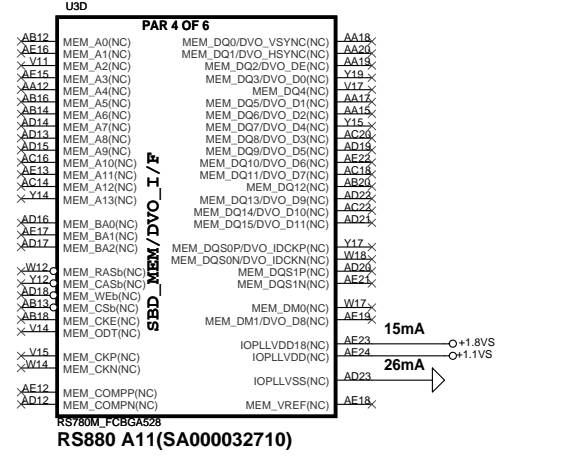 U3D
PAR 4 OF 6
AB12 MEM_A0(NC) MEM_DQ0/DVO_VSYNC(NC) AA18
AE16 MEM_A1(NC) MEM_DQ1/DVO_HSYNC(NC) AA20
V11 MEM_A2(NC) MEM_DQ2/DVO_DE(NC) AA19
AE15 MEM_A3(NC) MEM_DQ3/DVO_D0(NC) Y19
AA12 MEM_A4(NC) MEM_DQ4(NC) V17
AB16 MEM_A5(NC) MEM_DQ5/DVO_D1(NC) AA17
AB14 MEM_A6(NC) MEM_DQ6/DVO_D2(NC) AA15
AD14 MEM_A7(NC) MEM_DQ7/DVO_D4(NC) Y15
AD13 MEM_A8(NC) MEM_DQ8/DVO_D3(NC) AC20
AD15 MEM_A9(NC) MEM_DQ9/DVO_D5(NC) AD19
AC16 MEM_A10(NC) MEM_DQ10/DVO_D6(NC) AE22
AE13 MEM_A11(NC) MEM_DQ11/DVO_D7(NC) AC18
AC14 MEM_A12(NC) MEM_DQ12(NC) AB20
Y14 MEM_A13(NC) MEM_DQ13/DVO_D9(NC) AD22
MEM_DQ14/DVO_D10(NC) AC22
AD16 MEM_BA0(NC) MEM_DQ15/DVO_D11(NC) AD21
AE17 MEM_BA1(NC)
AD17 MEM_BA2(NC) MEM_DQS0P/DVO_IDCKP(NC) Y17
MEM_DQS0N/DVO_IDCKN(NC) W18
W12 MEM_RASb(NC) MEM_DQS1P(NC) AD20
Y12 MEM_CASb(NC) MEM_DQS1N(NC) AE21
AD18 MEM_WEb(NC)
AB13 MEM_CSb(NC) MEM_DM0(NC) W17
AB18 MEM_CKE(NC) MEM_DM1/DVO_D8(NC) AE19
V14 MEM_ODT(NC)
SBD_MEM/DVO_I/F
15mA
IOPLLVDD18(NC) AE23 +1.8VS
V15 MEM_CKP(NC) IOPLLVDD(NC) AE24 +1.1VS
W14 MEM_CKN(NC)
26mA
IOPLLVSS(NC) AD23
AE12 MEM_COMPP(NC)
AD12 MEM_COMPN(NC) MEM_VREF(NC) AE18
RS780M_FCBGA528
RS880 A11(SA000032710)